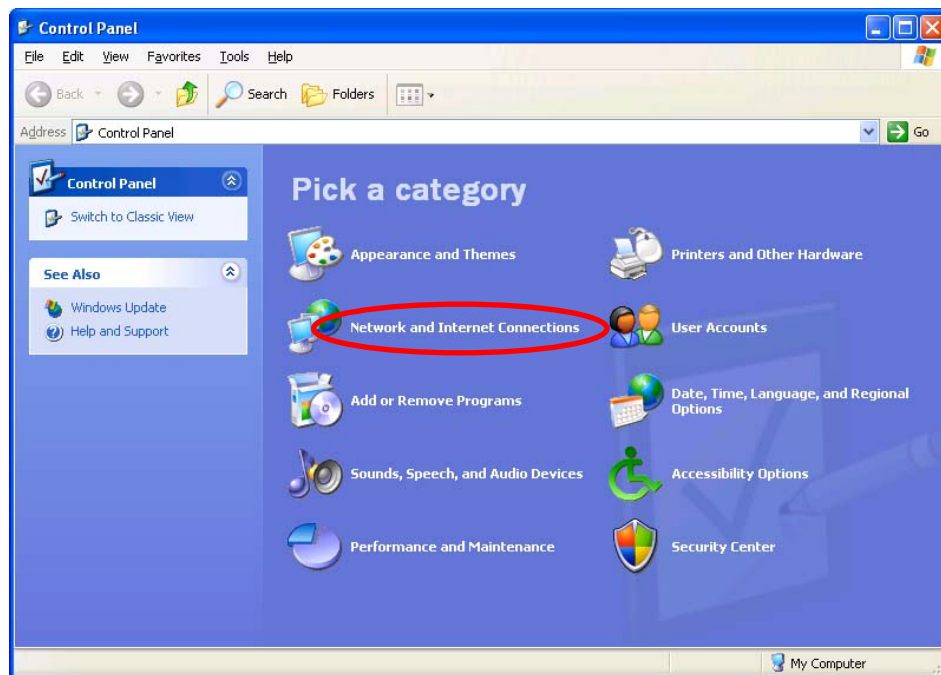 Control Panel
File Edit View Favorites Tools Help
Back Search Folders
Address Control Panel Go
Control Panel
Switch to Classic View
See Also
Windows Update
Help and Support
Pick a category
Appearance and Themes
Printers and Other Hardware
Network and Internet Connections
User Accounts
Add or Remove Programs
Date, Time, Language, and Regional
Options
Sounds, Speech, and Audio Devices
Accessibility Options
Performance and Maintenance
Security Center
My Computer